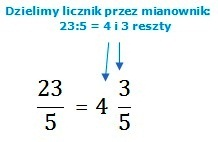 Dzielimy licznik przez mianownik:
23:5 = 4 i 3 reszty
23/5 = 4 3/5